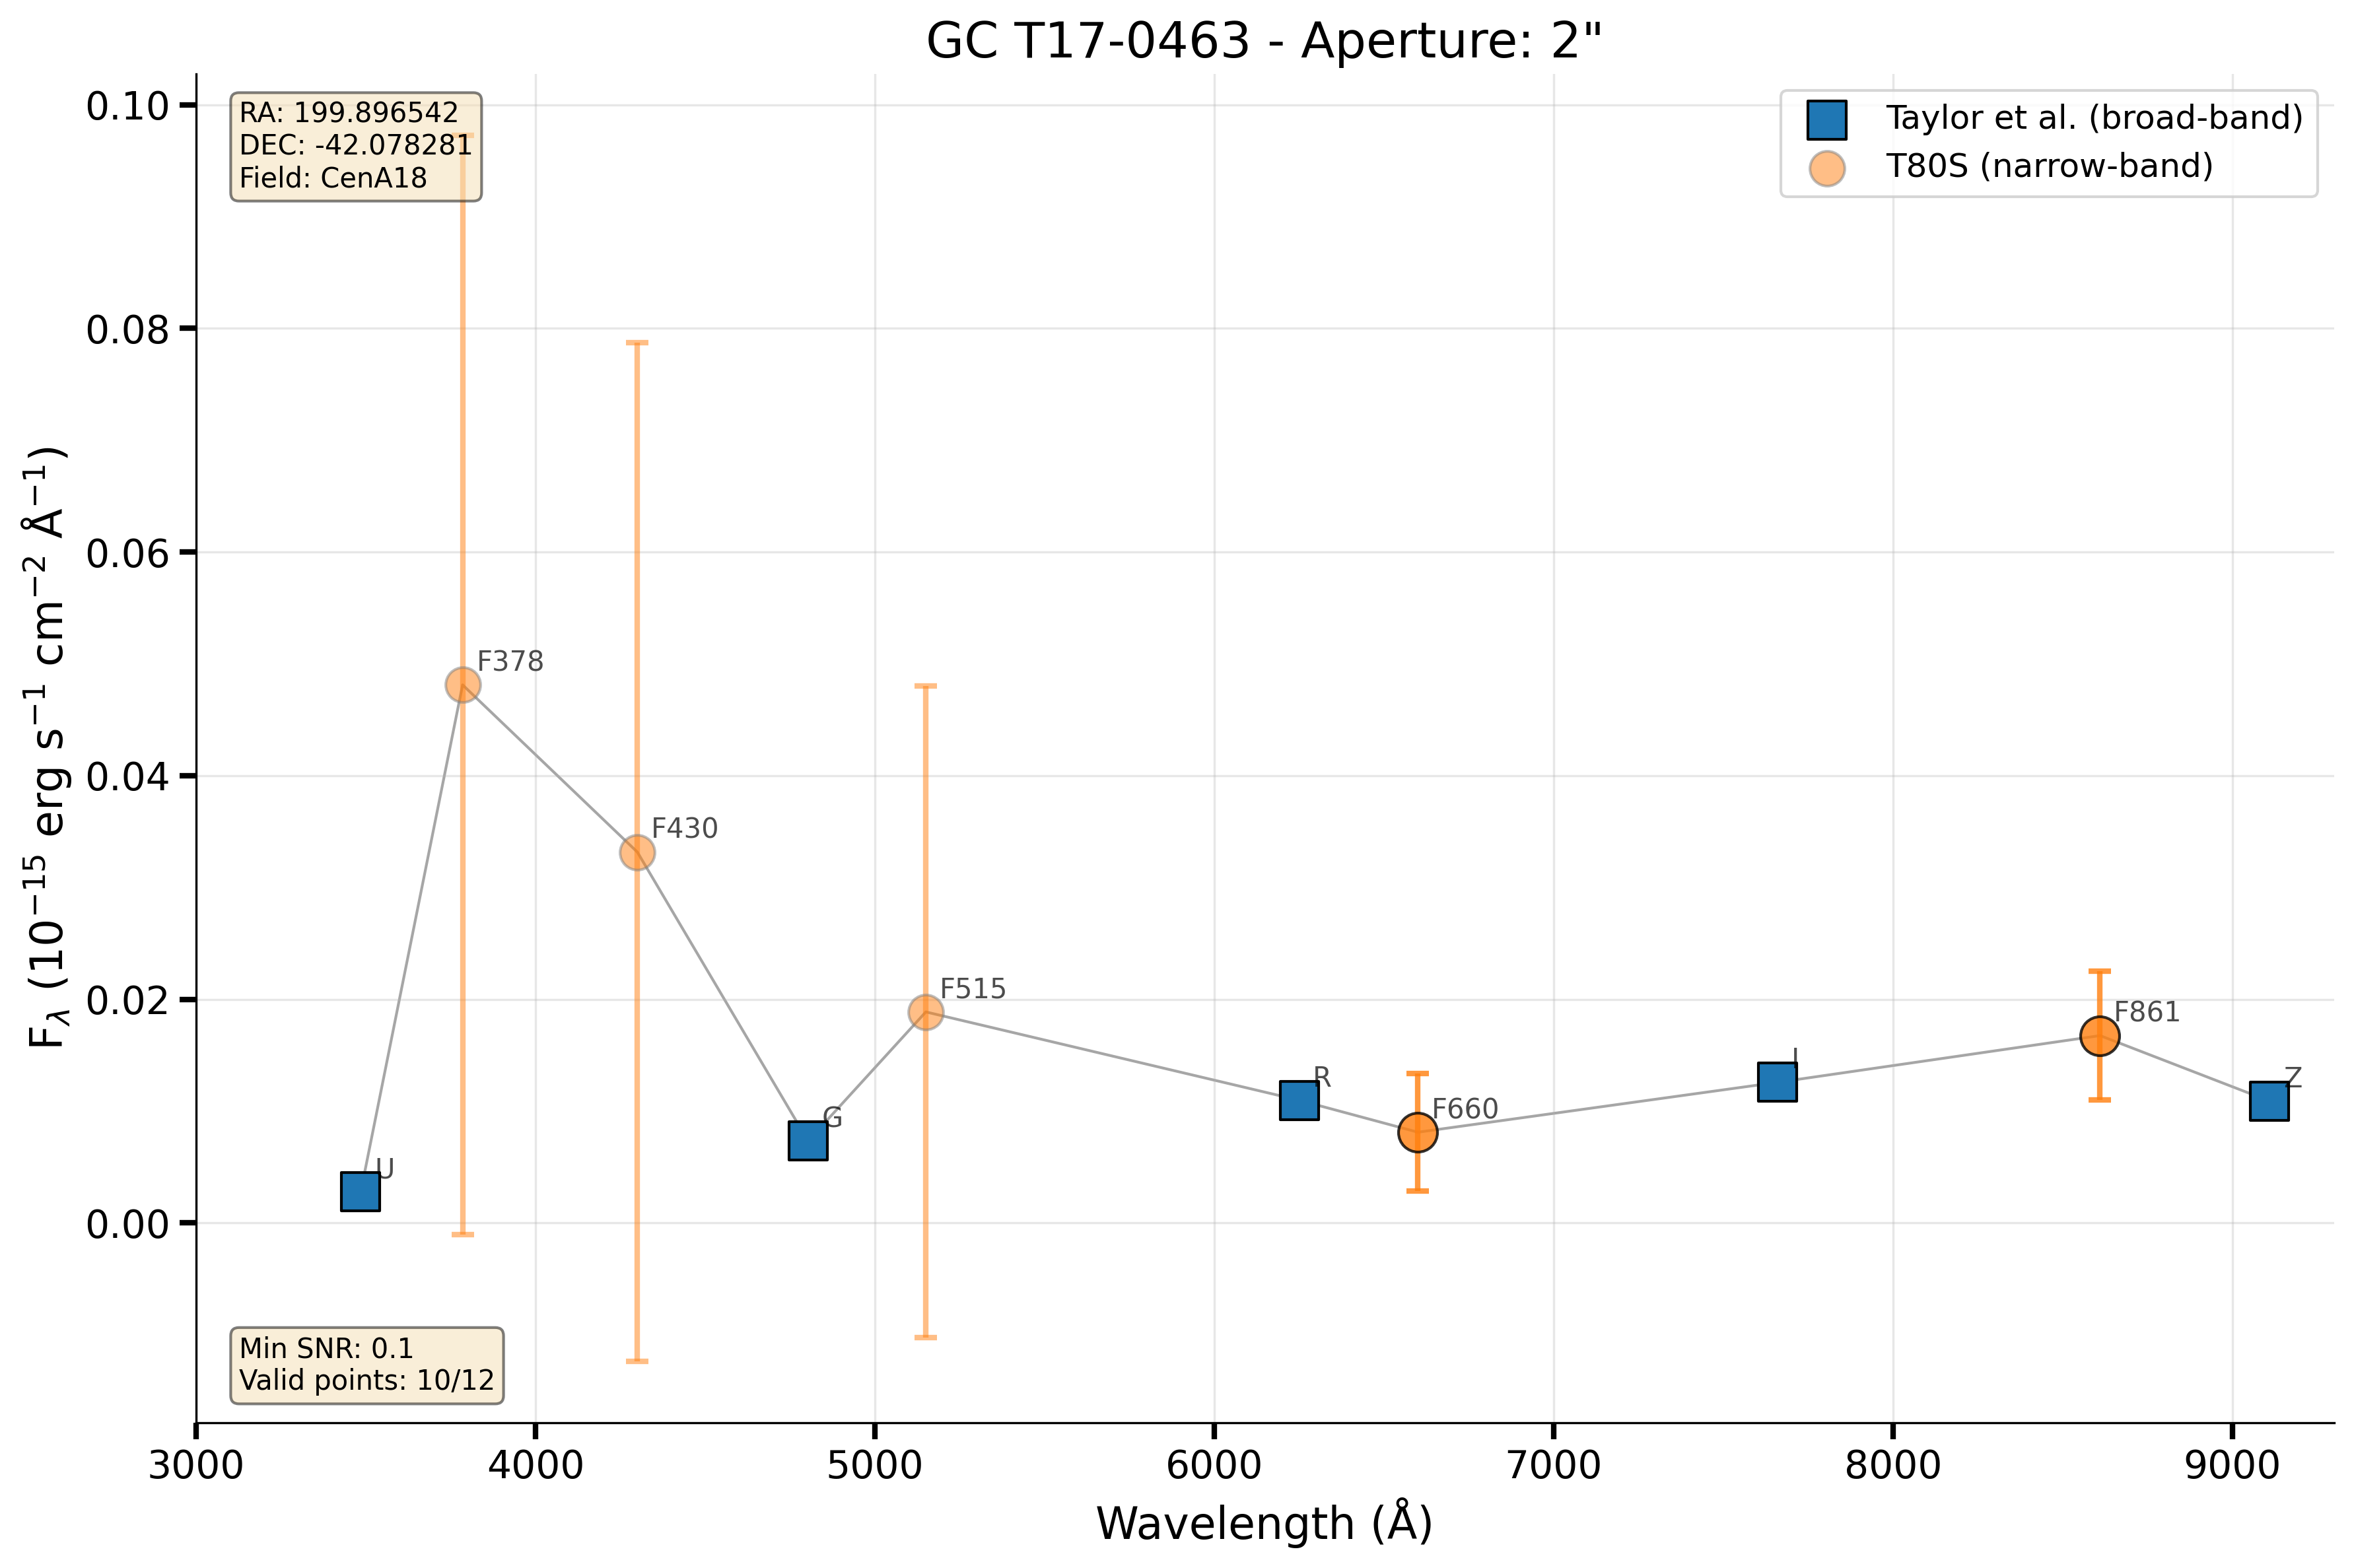 GC T17-0463 - Aperture: 2"
RA: 199.896542
DEC: -42.078281
Field: CenA18
Taylor et al. (broad-band)
T80S (narrow-band)
F_λ (10⁻¹⁵ erg s⁻¹ cm⁻² Å⁻¹)
0.10
0.08
0.06
0.04
0.02
0.00
F378
F430
F515
F861
R
I
Z
F660
G
U
Min SNR: 0.1
Valid points: 10/12
3000 4000 5000 6000 7000 8000 9000
Wavelength (Å)